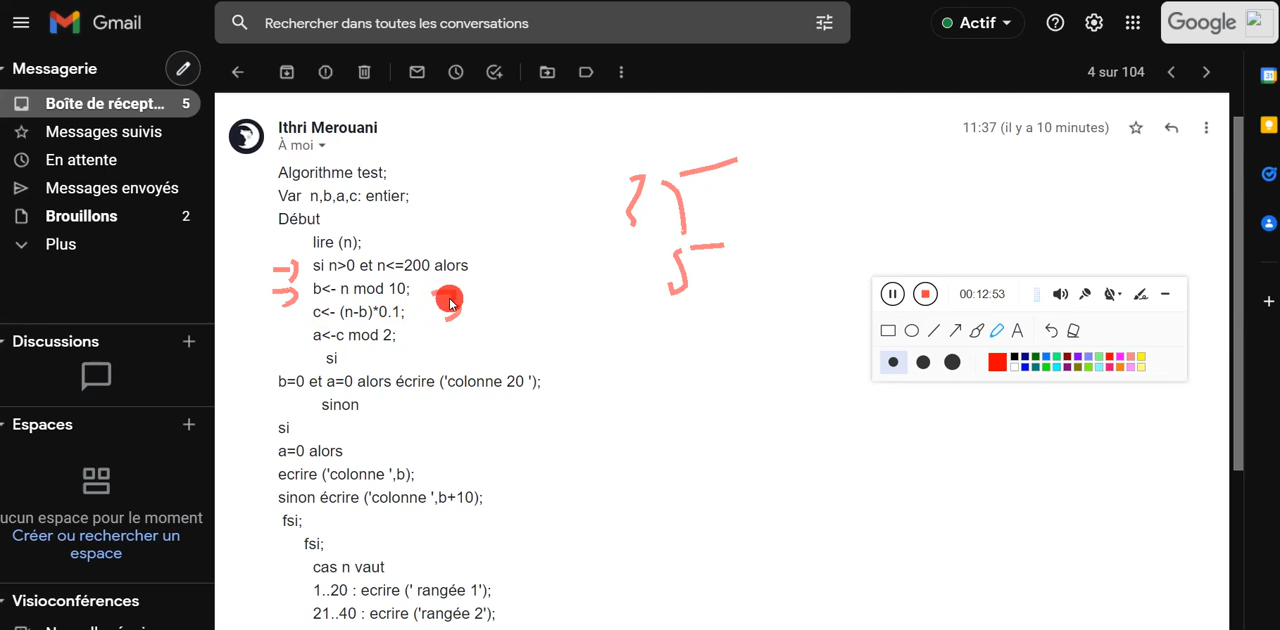 Gmail
Rechercher dans toutes les conversations
Actif
Google
Messagerie
4 sur 104
Boîte de récept... 5
Messages suivis
En attente
Messages envoyés
Brouillons 2
Plus
Discussions
Espaces
ucun espace pour le moment
Créer ou rechercher un
espace
Visioconférences
Ithri Merouani
11:37 (il y a 10 minutes)
À moi
Algorithme test;
Var n,b,a,c: entier;
Début
lire (n);
si n>0 et n<=200 alors
b<- n mod 10;
c<- (n-b)*0.1;
a<-c mod 2;
si
b=0 et a=0 alors écrire ('colonne 20 ');
sinon
si
a=0 alors
ecrire ('colonne ',b);
sinon écrire ('colonne ',b+10);
fsi;
fsi;
cas n vaut
1..20 : ecrire (' rangée 1');
21..40 : ecrire ('rangée 2');
00:12:53
A
31